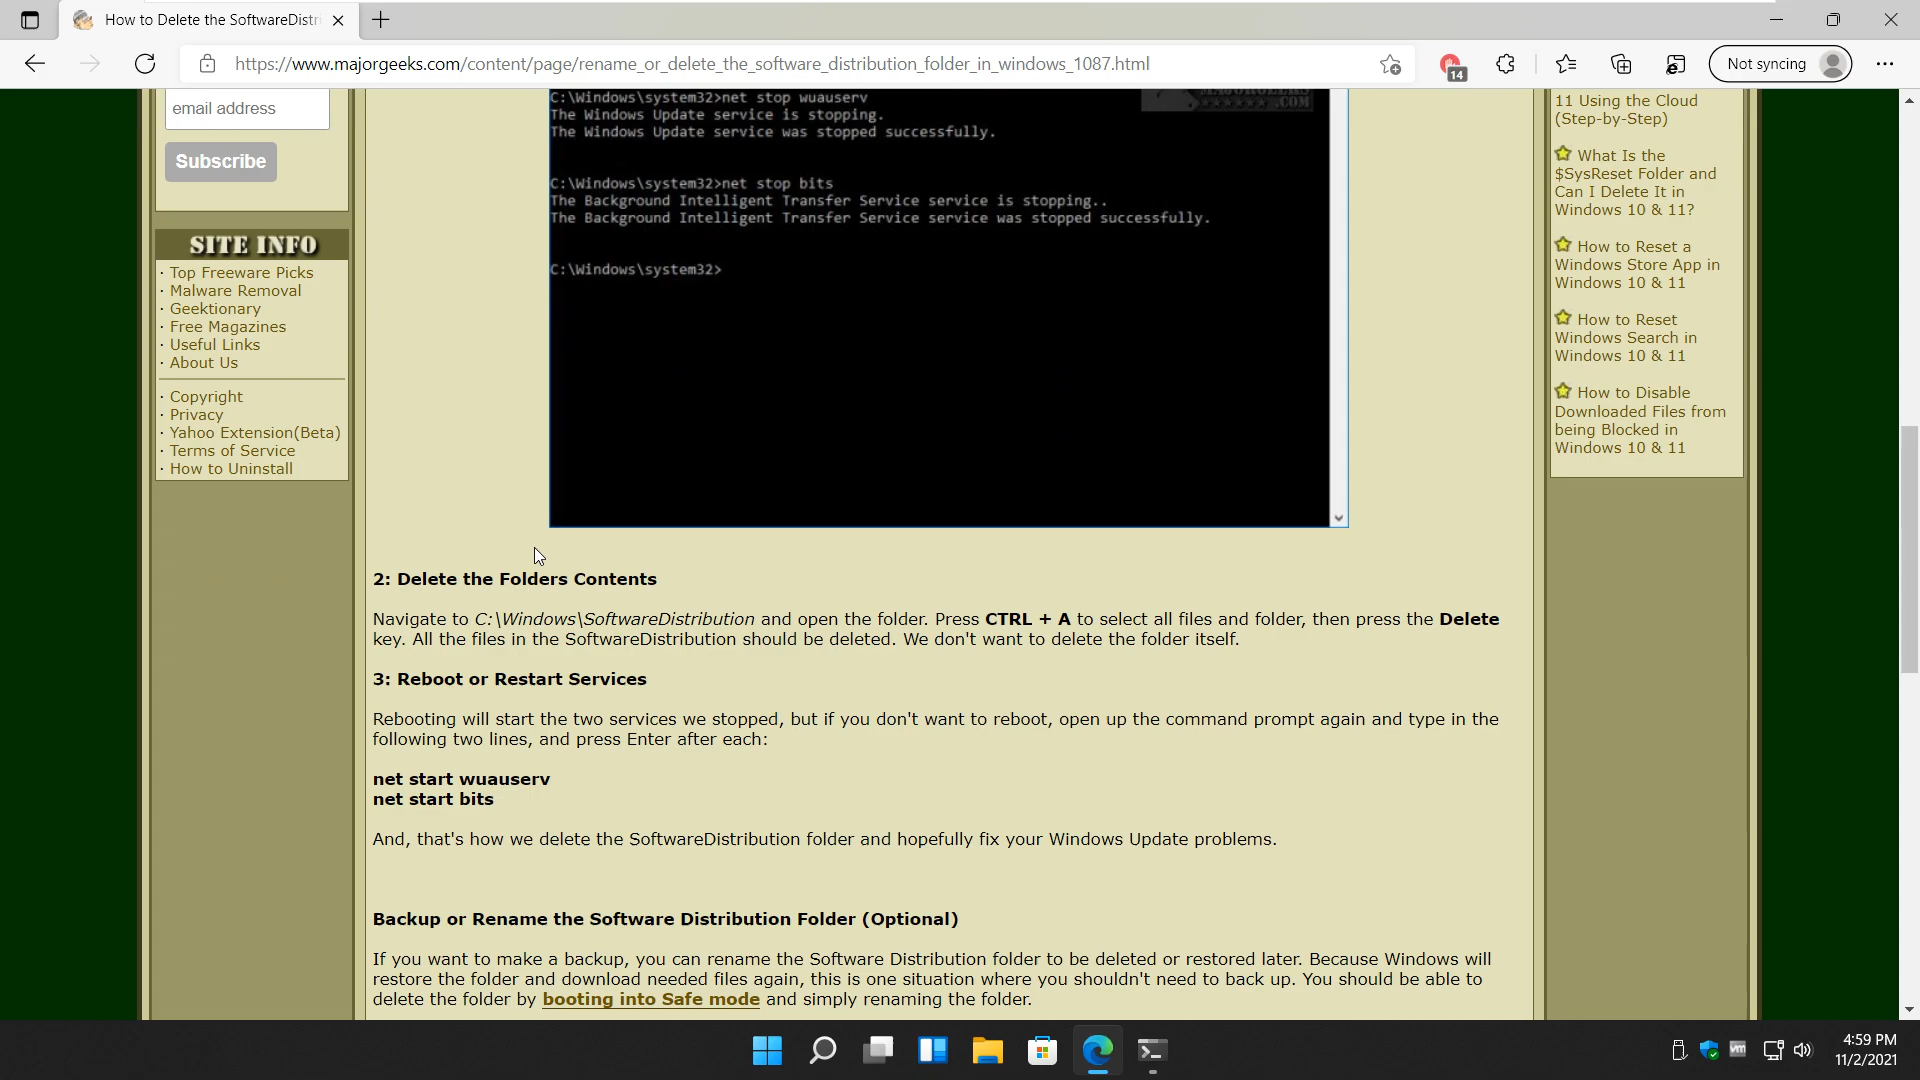 How to Delete the SoftwareDistri
https://www.majorgeeks.com/content/page/rename_or_delete_the_software_distribution_folder_in_windows_1087.html
14
Not syncing
email address
Subscribe
SITE INFO
· Top Freeware Picks
· Malware Removal
· Geektionary
· Free Magazines
· Useful Links
· About Us
· Copyright
· Privacy
· Yahoo Extension(Beta)
· Terms of Service
· How to Uninstall
C:\Windows\system32>net stop wuauserv
The Windows Update service is stopping.
The Windows Update service was stopped successfully.
C:\Windows\system32>net stop bits
The Background Intelligent Transfer Service service is stopping..
The Background Intelligent Transfer Service service was stopped successfully.
C:\Windows\system32>
MAJORGEEKS
.COM
2: Delete the Folders Contents
Navigate to C:\Windows\SoftwareDistribution and open the folder. Press CTRL + A to select all files and folder, then press the Delete
key. All the files in the SoftwareDistribution should be deleted. We don't want to delete the folder itself.
3: Reboot or Restart Services
Rebooting will start the two services we stopped, but if you don't want to reboot, open up the command prompt again and type in the
following two lines, and press Enter after each:
net start wuauserv
net start bits
And, that's how we delete the SoftwareDistribution folder and hopefully fix your Windows Update problems.
Backup or Rename the Software Distribution Folder (Optional)
If you want to make a backup, you can rename the Software Distribution folder to be deleted or restored later. Because Windows will
restore the folder and download needed files again, this is one situation where you shouldn't need to back up. You should be able to
delete the folder by booting into Safe mode and simply renaming the folder.
11 Using the Cloud
(Step-by-Step)
What Is the
$SysReset Folder and
Can I Delete It in
Windows 10 & 11?
How to Reset a
Windows Store App in
Windows 10 & 11
How to Reset
Windows Search in
Windows 10 & 11
How to Disable
Downloaded Files from
being Blocked in
Windows 10 & 11
vm
4:59 PM
11/2/2021